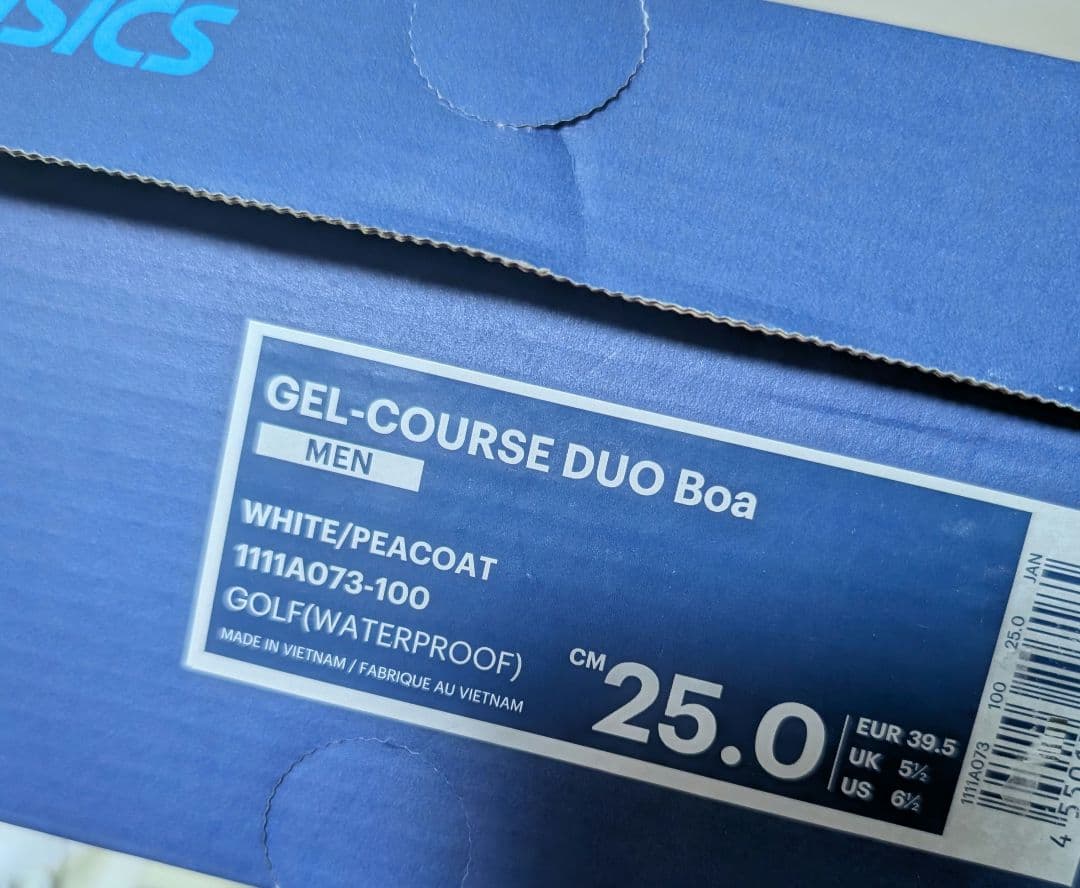 GEL-COURSE DUO Boa
MEN
WHITE/PEACOAT
1111A073-100
GOLF(WATERPROOF)
MADE IN VIETNAM / FABRIQUE AU VIETNAM
CM 25.0
EUR 39.5
UK 5½
US 6½
1111A073 100 25.0 JAN